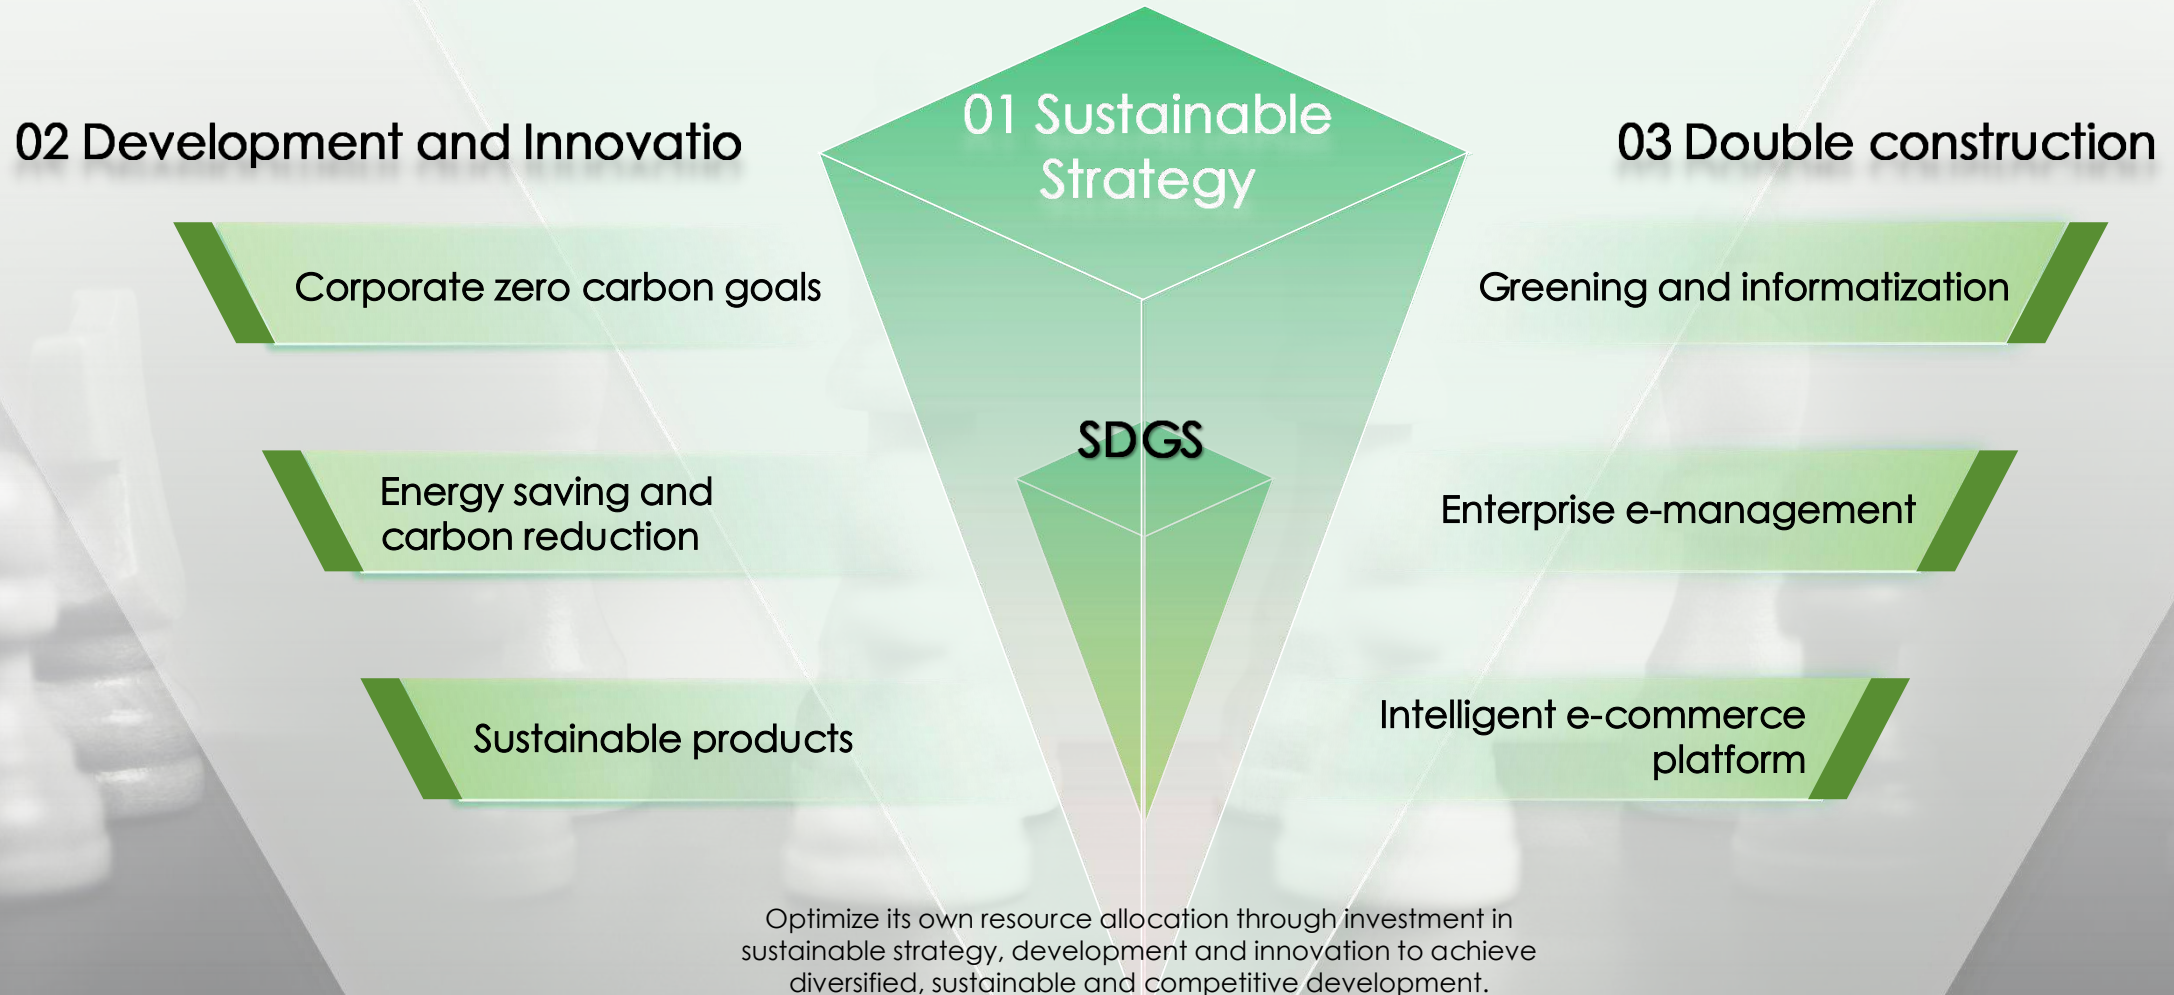 01 Sustainable
Strategy
SDGS
02 Development and Innovatio
Corporate zero carbon goals
Energy saving and
carbon reduction
Sustainable products
03 Double construction
Greening and informatization
Enterprise e-management
Intelligent e-commerce
platform
Optimize its own resource allocation through investment in
sustainable strategy, development and innovation to achieve
diversified, sustainable and competitive development.